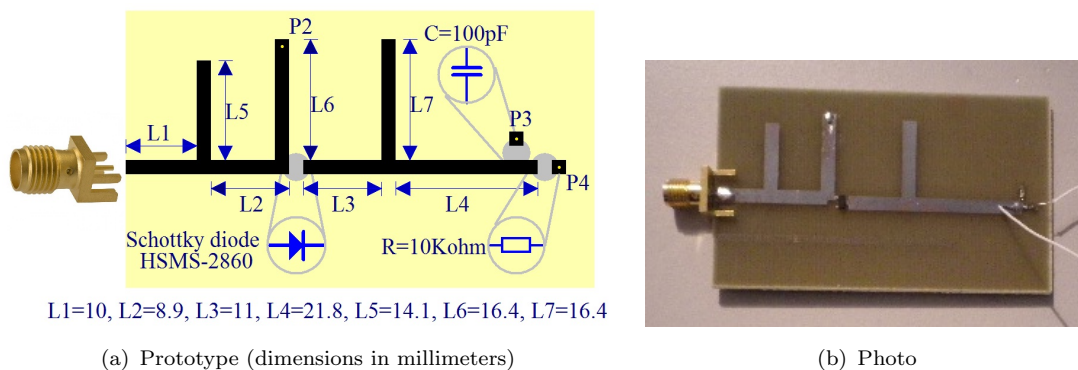 P2
C=100pF
L5
L6
L7
L1
P3
P4
L2
L3
L4
Schottky diode
HSMS-2860
R=10Kohm
L1=10, L2=8.9, L3=11, L4=21.8, L5=14.1, L6=16.4, L7=16.4
(a) Prototype (dimensions in millimeters)
(b) Photo